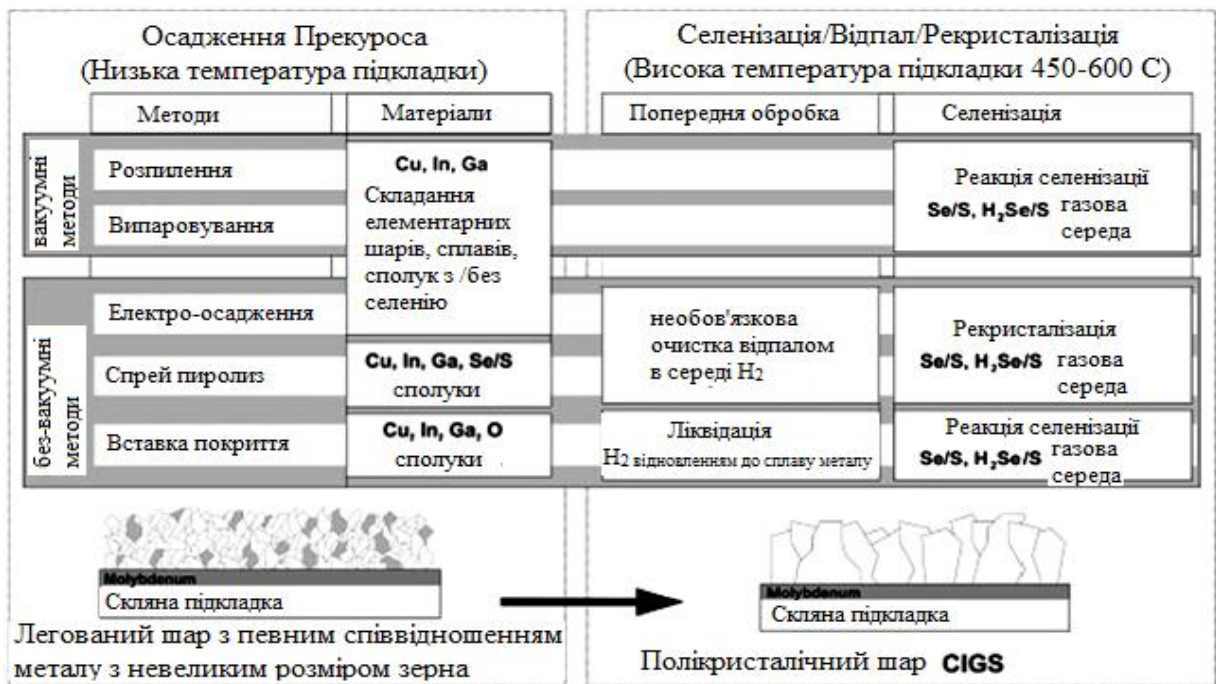 Осадження Прекуроса
(Низька температура підкладки)
Селенізація/Відпал/Рекристалізація
(Висока температура підкладки 450-600 С)
Методи
Матеріали
Попередня обробка
Селенізація
вакуумні
методи
Розпилення
Випаровування
Cu, In, Ga
Складання
елементарних
шарів, сплавів,
сполук з /без
селенію
Реакція селенізації
Se/S, H₂Se/S газова
середа
без-вакуумні
методи
Електро-осадження
Спрей пиролиз
Вставка покриття
Cu, In, Ga, Se/S
сполуки
Cu, In, Ga, O
сполуки
необов'язкова
очистка відпалом
в середі H₂
Ліквідація
H₂ відновленням до сплаву металу
Рекристалізація
Se/S, H₂Se/S газова
середа
Реакція селенізації
Se/S, H₂Se/S газова
середа
Molybdenum
Скляна підкладка
Легований шар з певним співвідношенням
металу з невеликим розміром зерна
Molybdenum
Скляна підкладка
Полікристалічний шар CIGS